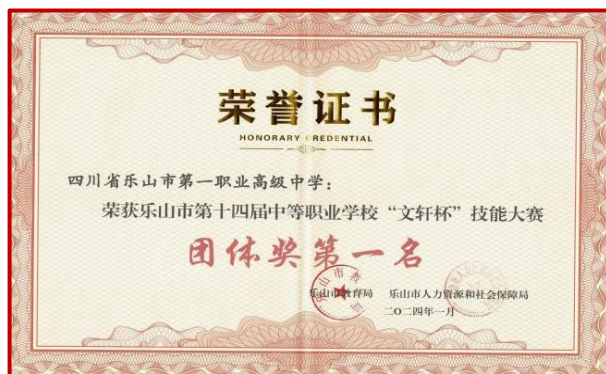 荣誉证书
HONORARY CREDENTIAL
四川省乐山市第一职业高级中学:
荣获乐山市第十四届中等职业学校“文轩杯”技能大赛
团体奖第一名
乐山市教育局 乐山市人力资源和社会保障局
二〇二四年一月